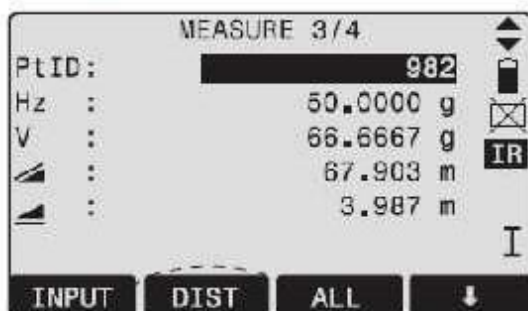 MEASURE 3/4
PtID: 982
Hz : 50.0000 g
V : 66.6667 g
IR
: 67.903 m
: 3.987 m
I
INPUT DIST ALL